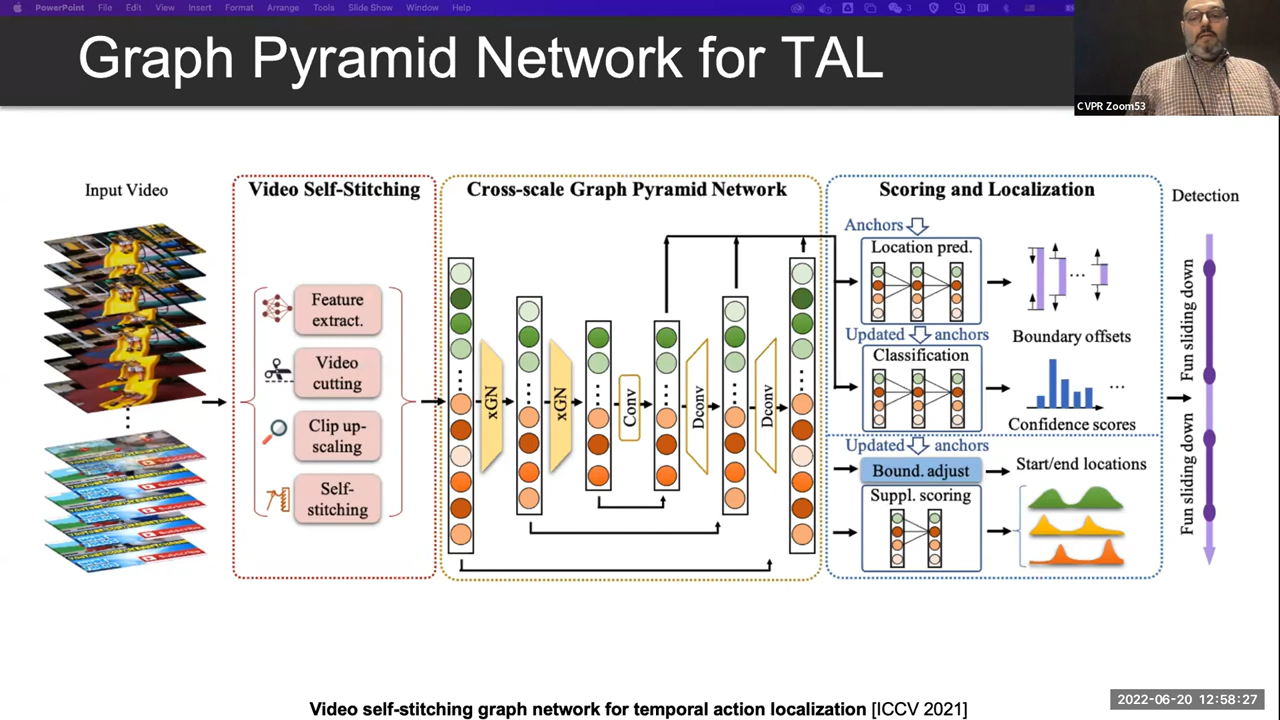 PowerPoint File Edit View Insert Format Arrange Tools Slide Show Window Help
3
Graph Pyramid Network for TAL
CVPR Zoom53
Input Video
Video Self-Stitching
Feature
extract.
Video
cutting
Clip up-
scaling
Self-
stitching
Cross-scale Graph Pyramid Network
xGN
xGN
Conv
Dconv
Dconv
Scoring and Localization
Anchors
Location pred.
Boundary offsets
Updated anchors
Classification
Confidence scores
Updated anchors
Bound. adjust
Start/end locations
Suppl. scoring
Detection
Fun sliding down
Fun sliding down
Video self-stitching graph network for temporal action localization [ICCV 2021]
2022-06-20 12:58:27